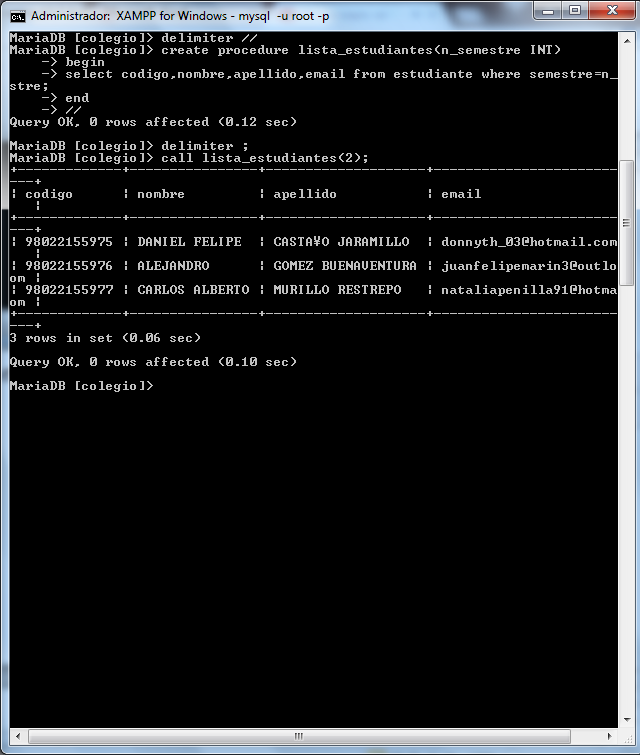 Administrador: XAMPP for Windows - mysql -u root -p
MariaDB [colegio]> delimiter //
MariaDB [colegio]> create procedure lista_estudiantes(n_semestre INT)
-> begin
-> select codigo,nombre,apellido,email from estudiante where semestre=n_
stre;
-> end
-> //
Query OK, 0 rows affected (0.12 sec)
MariaDB [colegio]> delimiter ;
MariaDB [colegio]> call lista_estudiantes(2);
+-------------+----------------+-------------------+-----------------------
---+
¦ codigo      ¦ nombre         ¦ apellido          ¦ email
   ¦
+-------------+----------------+-------------------+-----------------------
---+
¦ 98022155975 ¦ DANIEL FELIPE  ¦ CASTA¥O JARAMILLO ¦ donnyth_03@hotmail.com
   ¦
¦ 98022155976 ¦ ALEJANDRO      ¦ GOMEZ BUENAVENTURA ¦ juanfelipemarin3@outlo
om ¦
¦ 98022155977 ¦ CARLOS ALBERTO ¦ MURILLO RESTREPO  ¦ nataliapenilla91@hotma
om ¦
+-------------+----------------+-------------------+-----------------------
---+
3 rows in set (0.06 sec)
Query OK, 0 rows affected (0.10 sec)
MariaDB [colegio]>